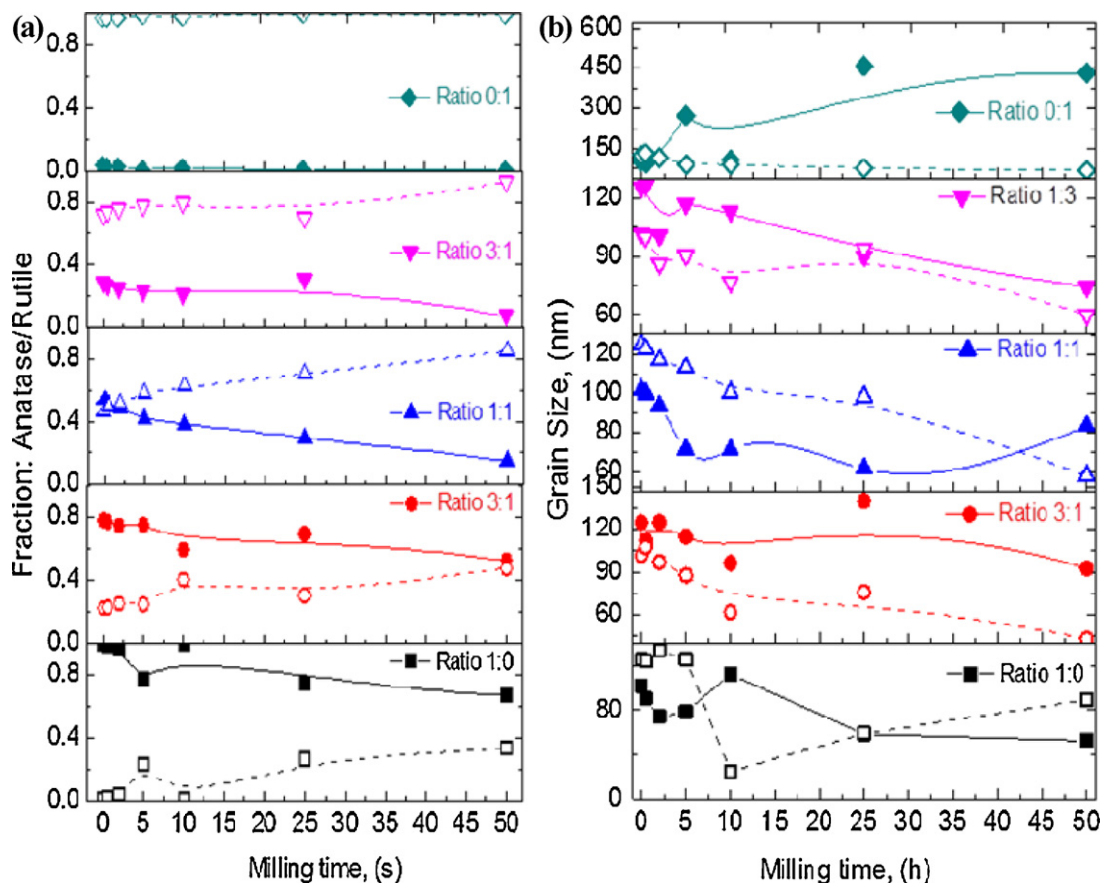 (a)
Fraction: Anatase/Rutile
0.8
0.4
0.0
Ratio 0:1
0.8
0.4
0.0
Ratio 3:1
0.8
0.4
0.0
Ratio 1:1
0.8
0.4
0.0
Ratio 3:1
0.8
0.4
0.0
Ratio 1:0
0 5 10 15 20 25 30 35 40 45 50
Milling time, (s)
(b)
Grain Size, (nm)
600
450
300
150
Ratio 0:1
120
90
60
Ratio 1:3
120
100
80
60
Ratio 1:1
150
120
90
60
Ratio 3:1
80
0
Ratio 1:0
0 5 10 15 20 25 30 35 40 45 50
Milling time, (h)